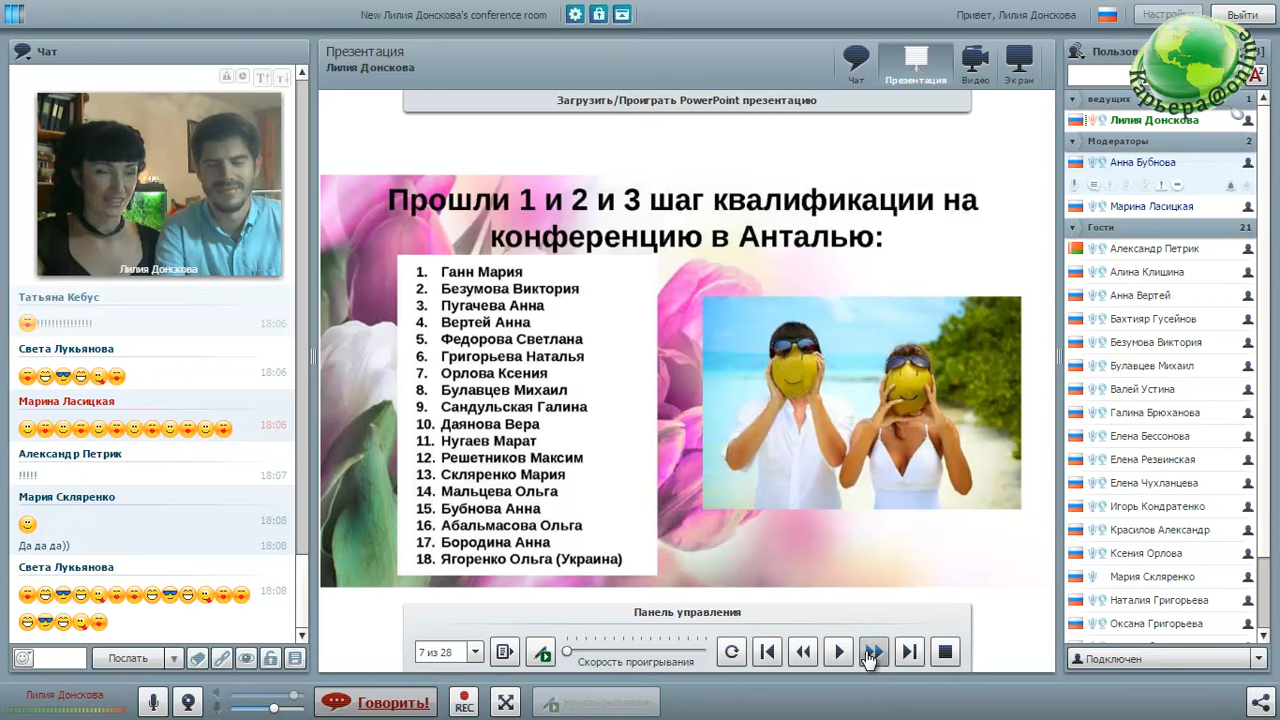 New Лилия Донскова's conference room
Привет, Лилия Донскова
Настройки
Выйти
Чат
Лилия Донскова
Татьяна Кебус
!!!!!!!!!!!!!!! 18:06
Света Лукьянова
18:06
Марина Ласицкая
18:06
Александр Петрик
!!!!! 18:07
Мария Скляренко
18:08
Да да да)) 18:08
Света Лукьянова
18:08
Послать
Презентация
Лилия Донскова
Чат
Презентация
Видео
Экран
Загрузить/Проиграть PowerPoint презентацию
Прошли 1 и 2 и 3 шаг квалификации на
конференцию в Анталью:
1. Ганн Мария
2. Безумова Виктория
3. Пугачева Анна
4. Вертей Анна
5. Федорова Светлана
6. Григорьева Наталья
7. Орлова Ксения
8. Булавцев Михаил
9. Сандульская Галина
10. Даянова Вера
11. Нугаев Марат
12. Решетников Максим
13. Скляренко Мария
14. Мальцева Ольга
15. Бубнова Анна
16. Абальмасова Ольга
17. Бородина Анна
18. Ягоренко Ольга (Украина)
Панель управления
7 из 28
Скорость проигрывания
карьера@online
ведущих 1
Лилия Донскова
Модераторы 2
Анна Бубнова
Марина Ласицкая
Гости 21
Александр Петрик
Алина Клишина
Анна Вертей
Бахтияр Гусейнов
Безумова Виктория
Булавцев Михаил
Валей Устина
Галина Брюханова
Елена Бессонова
Елена Резвинская
Елена Чухланцева
Игорь Кондратенко
Красилов Александр
Ксения Орлова
Мария Скляренко
Наталия Григорьева
Оксана Григорьева
Подключен
Лилия Донскова
Говорить!
REC